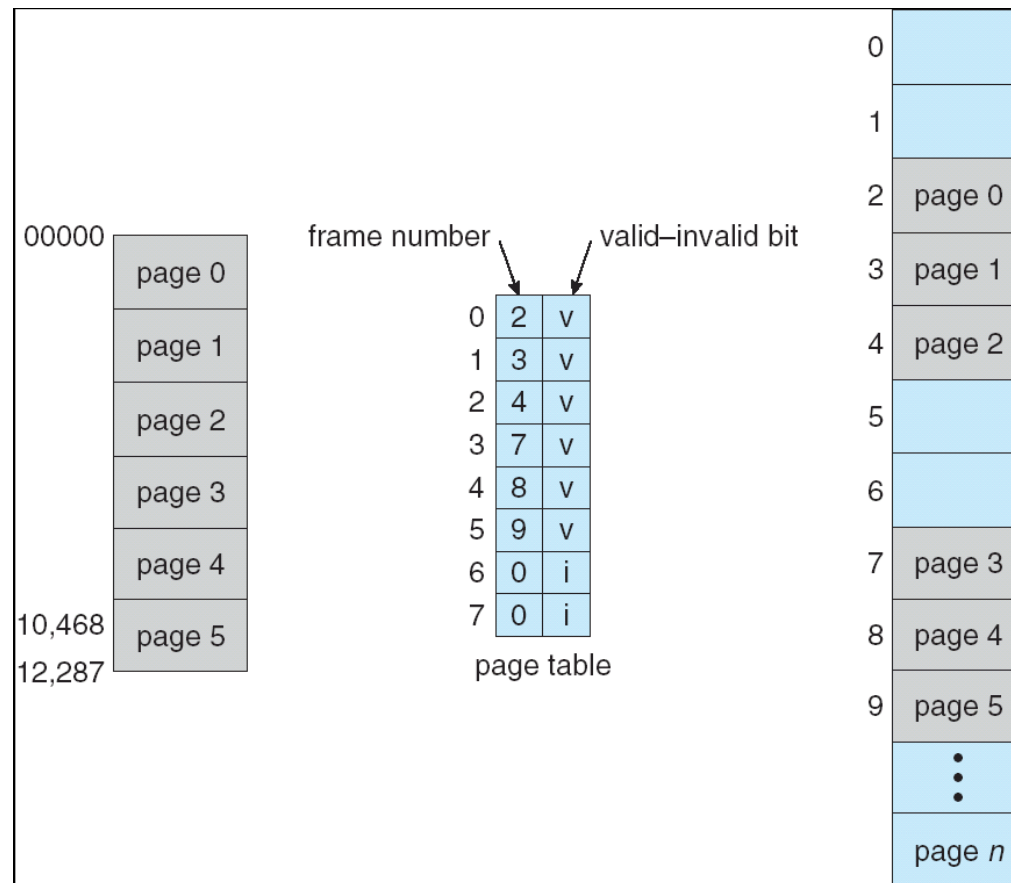 00000
page 0
page 1
page 2
page 3
page 4
10,468
page 5
12,287
frame number
valid–invalid bit
0 2 v
1 3 v
2 4 v
3 7 v
4 8 v
5 9 v
6 0 i
7 0 i
page table
0
1
2 page 0
3 page 1
4 page 2
5
6
7 page 3
8 page 4
9 page 5
page n